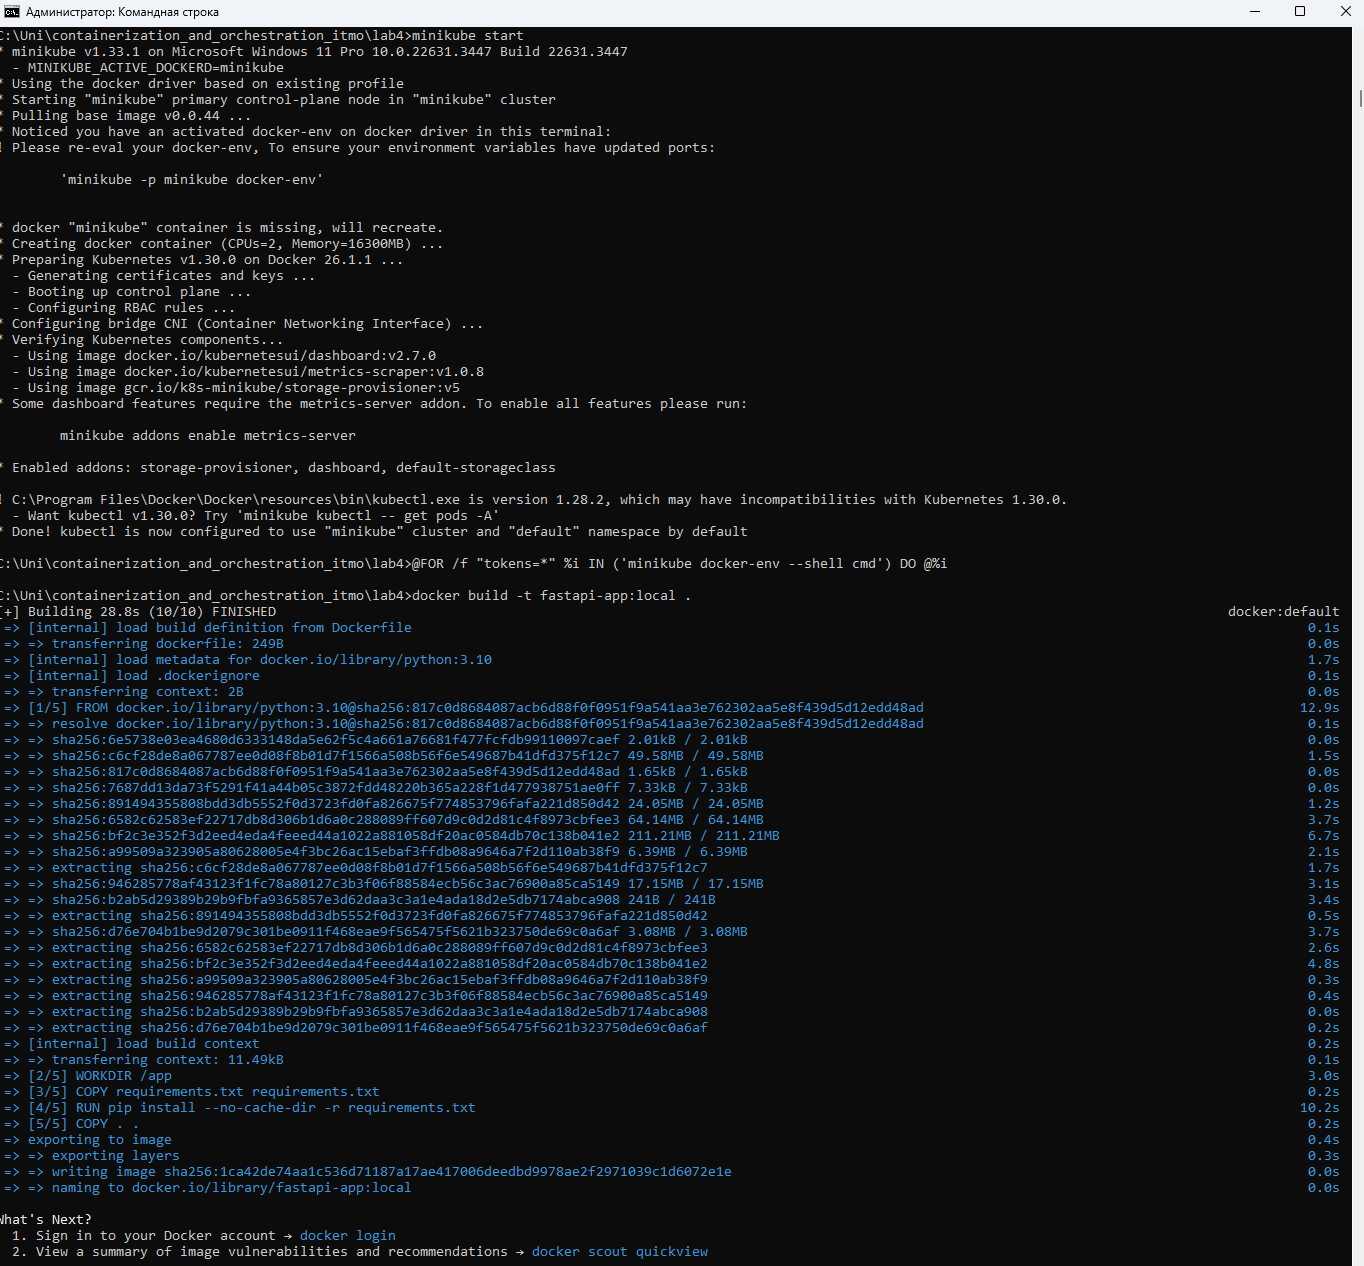 Администратор: Командная строка
C:\Uni\containerization_and_orchestration_itmo\lab4>minikube start
* minikube v1.33.1 on Microsoft Windows 11 Pro 10.0.22631.3447 Build 22631.3447
- MINIKUBE_ACTIVE_DOCKERD=minikube
* Using the docker driver based on existing profile
* Starting "minikube" primary control-plane node in "minikube" cluster
* Pulling base image v0.0.44 ...
* Noticed you have an activated docker-env on docker driver in this terminal:
! Please re-eval your docker-env, To ensure your environment variables have updated ports:
'minikube -p minikube docker-env'
* docker "minikube" container is missing, will recreate.
* Creating docker container (CPUs=2, Memory=16300MB) ...
* Preparing Kubernetes v1.30.0 on Docker 26.1.1 ...
- Generating certificates and keys ...
- Booting up control plane ...
- Configuring RBAC rules ...
* Configuring bridge CNI (Container Networking Interface) ...
* Verifying Kubernetes components...
- Using image docker.io/kubernetesui/dashboard:v2.7.0
- Using image docker.io/kubernetesui/metrics-scraper:v1.0.8
- Using image gcr.io/k8s-minikube/storage-provisioner:v5
* Some dashboard features require the metrics-server addon. To enable all features please run:
minikube addons enable metrics-server
* Enabled addons: storage-provisioner, dashboard, default-storageclass
! C:\Program Files\Docker\Docker\resources\bin\kubectl.exe is version 1.28.2, which may have incompatibilities with Kubernetes 1.30.0.
- Want kubectl v1.30.0? Try 'minikube kubectl -- get pods -A'
* Done! kubectl is now configured to use "minikube" cluster and "default" namespace by default
C:\Uni\containerization_and_orchestration_itmo\lab4>@FOR /f "tokens=*" %i IN ('minikube docker-env --shell cmd') DO @%i
C:\Uni\containerization_and_orchestration_itmo\lab4>docker build -t fastapi-app:local .
[+] Building 28.8s (10/10) FINISHED docker:default
=> [internal] load build definition from Dockerfile 0.1s
=> => transferring dockerfile: 249B 0.0s
=> [internal] load metadata for docker.io/library/python:3.10 1.7s
=> [internal] load .dockerignore 0.1s
=> => transferring context: 2B 0.0s
=> [1/5] FROM docker.io/library/python:3.10@sha256:817c0d8684087acb6d88f0f0951f9a541aa3e762302aa5e8f439d5d12edd48ad 12.9s
=> => resolve docker.io/library/python:3.10@sha256:817c0d8684087acb6d88f0f0951f9a541aa3e762302aa5e8f439d5d12edd48ad 0.1s
=> => sha256:6e5738e03ea4680d6333148da5e62f5c4a661a76681f477fcfdb99110097caef 2.01kB / 2.01kB 0.0s
=> => sha256:c6cf28de8a067787ee0d08f8b01d7f1566a508b56f6e549687b41dfd375f12c7 49.58MB / 49.58MB 1.5s
=> => sha256:817c0d8684087acb6d88f0f0951f9a541aa3e762302aa5e8f439d5d12edd48ad 1.65kB / 1.65kB 0.0s
=> => sha256:7687dd13da73f5291f41a44b05c3872fdd48220b365a228f1d477938751ae0ff 7.33kB / 7.33kB 0.0s
=> => sha256:891494355808bdd3db5552f0d3723fd0fa826675f774853796fafa221d850d42 24.05MB / 24.05MB 1.2s
=> => sha256:6582c62583ef22717db8d306b1d6a0c288089ff607d9c0d2d81c4f8973cbfee3 64.14MB / 64.14MB 3.7s
=> => sha256:bf2c3e352f3d2eed4eda4feeed44a1022a881058df20ac0584db70c138b041e2 211.21MB / 211.21MB 6.7s
=> => sha256:a99509a323905a80628005e4f3bc26ac15ebaf3ffdb08a9646a7f2d110ab38f9 6.39MB / 6.39MB 2.1s
=> => extracting sha256:c6cf28de8a067787ee0d08f8b01d7f1566a508b56f6e549687b41dfd375f12c7 1.7s
=> => sha256:946285778af43123f1fc78a80127c3b3f06f88584ecb56c3ac76900a85ca5149 17.15MB / 17.15MB 3.1s
=> => sha256:b2ab5d29389b29b9fbfa9365857e3d62daa3c3a1e4ada18d2e5db7174abca908 241B / 241B 3.4s
=> => extracting sha256:891494355808bdd3db5552f0d3723fd0fa826675f774853796fafa221d850d42 0.5s
=> => sha256:d76e704b1be9d2079c301be0911f468eae9f565475f5621b323750de69c0a6af 3.08MB / 3.08MB 3.7s
=> => extracting sha256:6582c62583ef22717db8d306b1d6a0c288089ff607d9c0d2d81c4f8973cbfee3 2.6s
=> => extracting sha256:bf2c3e352f3d2eed4eda4feeed44a1022a881058df20ac0584db70c138b041e2 4.8s
=> => extracting sha256:a99509a323905a80628005e4f3bc26ac15ebaf3ffdb08a9646a7f2d110ab38f9 0.3s
=> => extracting sha256:946285778af43123f1fc78a80127c3b3f06f88584ecb56c3ac76900a85ca5149 0.4s
=> => extracting sha256:b2ab5d29389b29b9fbfa9365857e3d62daa3c3a1e4ada18d2e5db7174abca908 0.0s
=> => extracting sha256:d76e704b1be9d2079c301be0911f468eae9f565475f5621b323750de69c0a6af 0.2s
=> [internal] load build context 0.2s
=> => transferring context: 11.49kB 0.1s
=> [2/5] WORKDIR /app 3.0s
=> [3/5] COPY requirements.txt requirements.txt 0.2s
=> [4/5] RUN pip install --no-cache-dir -r requirements.txt 10.2s
=> [5/5] COPY . . 0.2s
=> exporting to image 0.4s
=> => exporting layers 0.3s
=> => writing image sha256:1ca42de74aa1c536d71187a17ae417006deedbd9978ae2f2971039c1d6072e1e 0.0s
=> => naming to docker.io/library/fastapi-app:local 0.0s
What's Next?
1. Sign in to your Docker account → docker login
2. View a summary of image vulnerabilities and recommendations → docker scout quickview